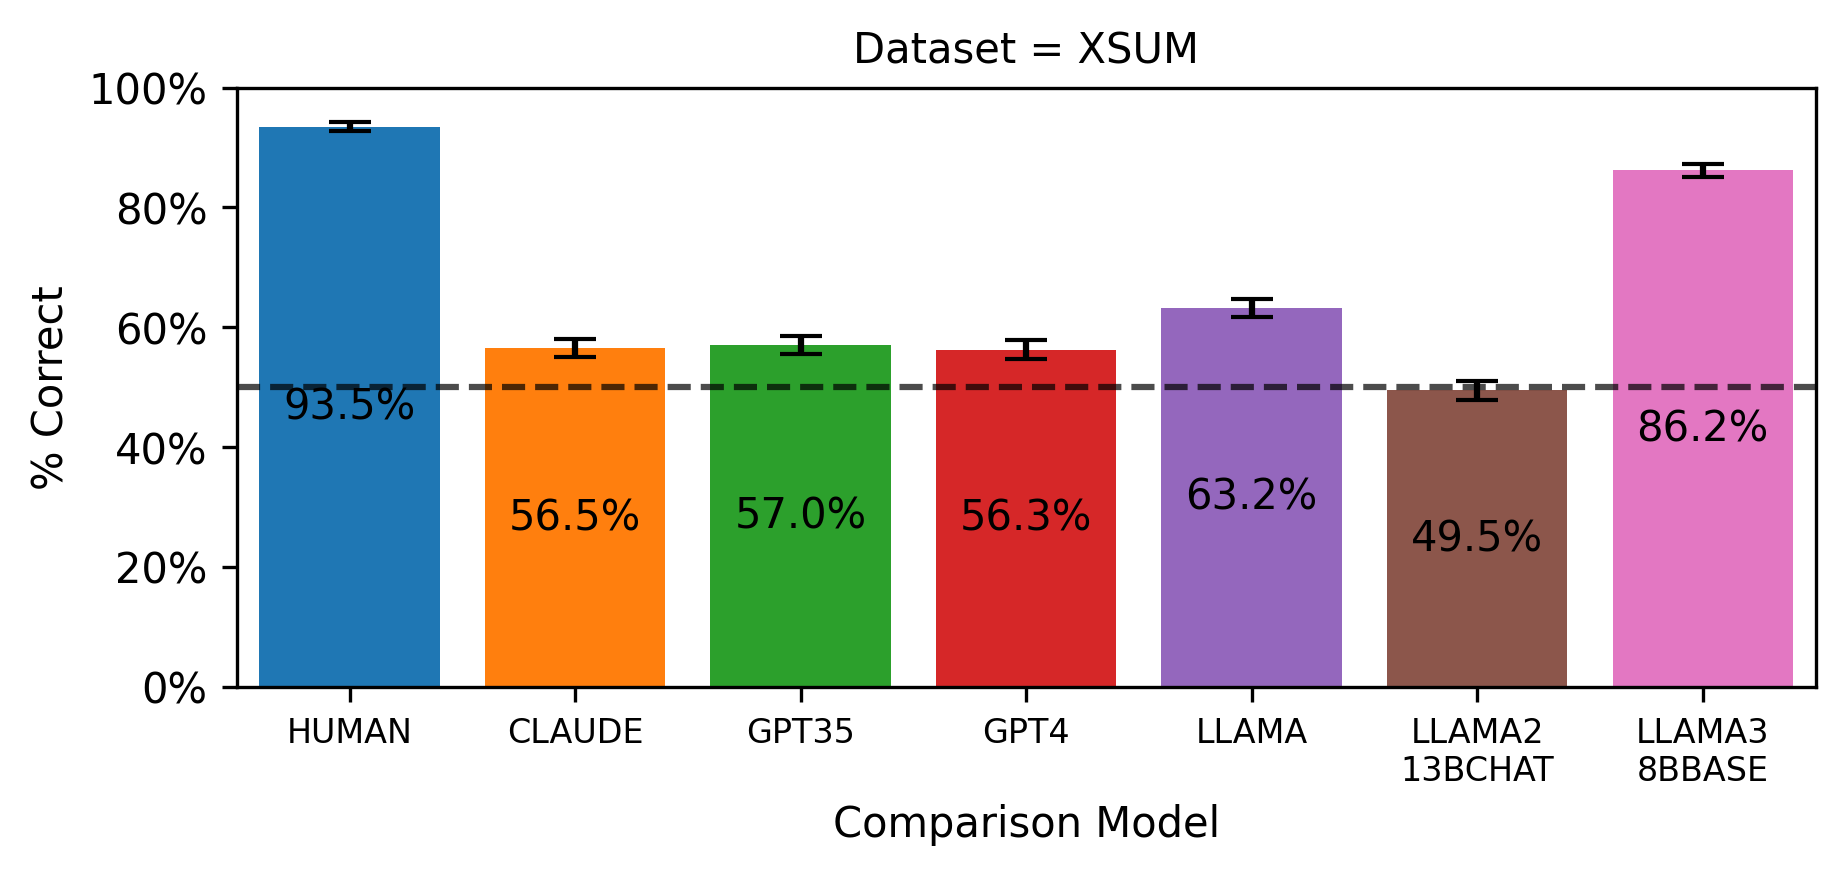 Dataset = XSUM
% Correct
100%
80%
60%
40%
20%
0%
93.5%
56.5%
57.0%
56.3%
63.2%
49.5%
86.2%
HUMAN
CLAUDE
GPT35
GPT4
LLAMA
LLAMA2
13BCHAT
LLAMA3
8BBASE
Comparison Model